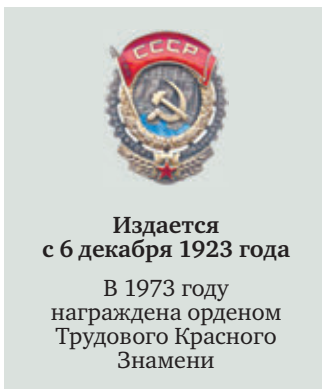 СССР
Издается
с 6 декабря 1923 года
В 1973 году
награждена орденом
Трудового Красного
Знамени